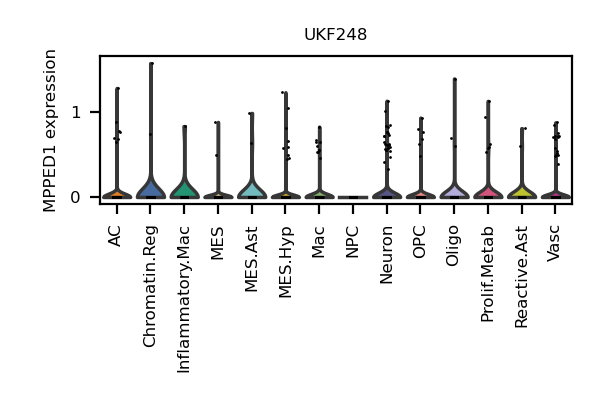 UKF248
MPPED1 expression
1
0
AC
Chromatin.Reg
Inflammatory.Mac
MES
MES.Ast
MES.Hyp
Mac
NPC
Neuron
OPC
Oligo
Prolif.Metab
Reactive.Ast
Vasc